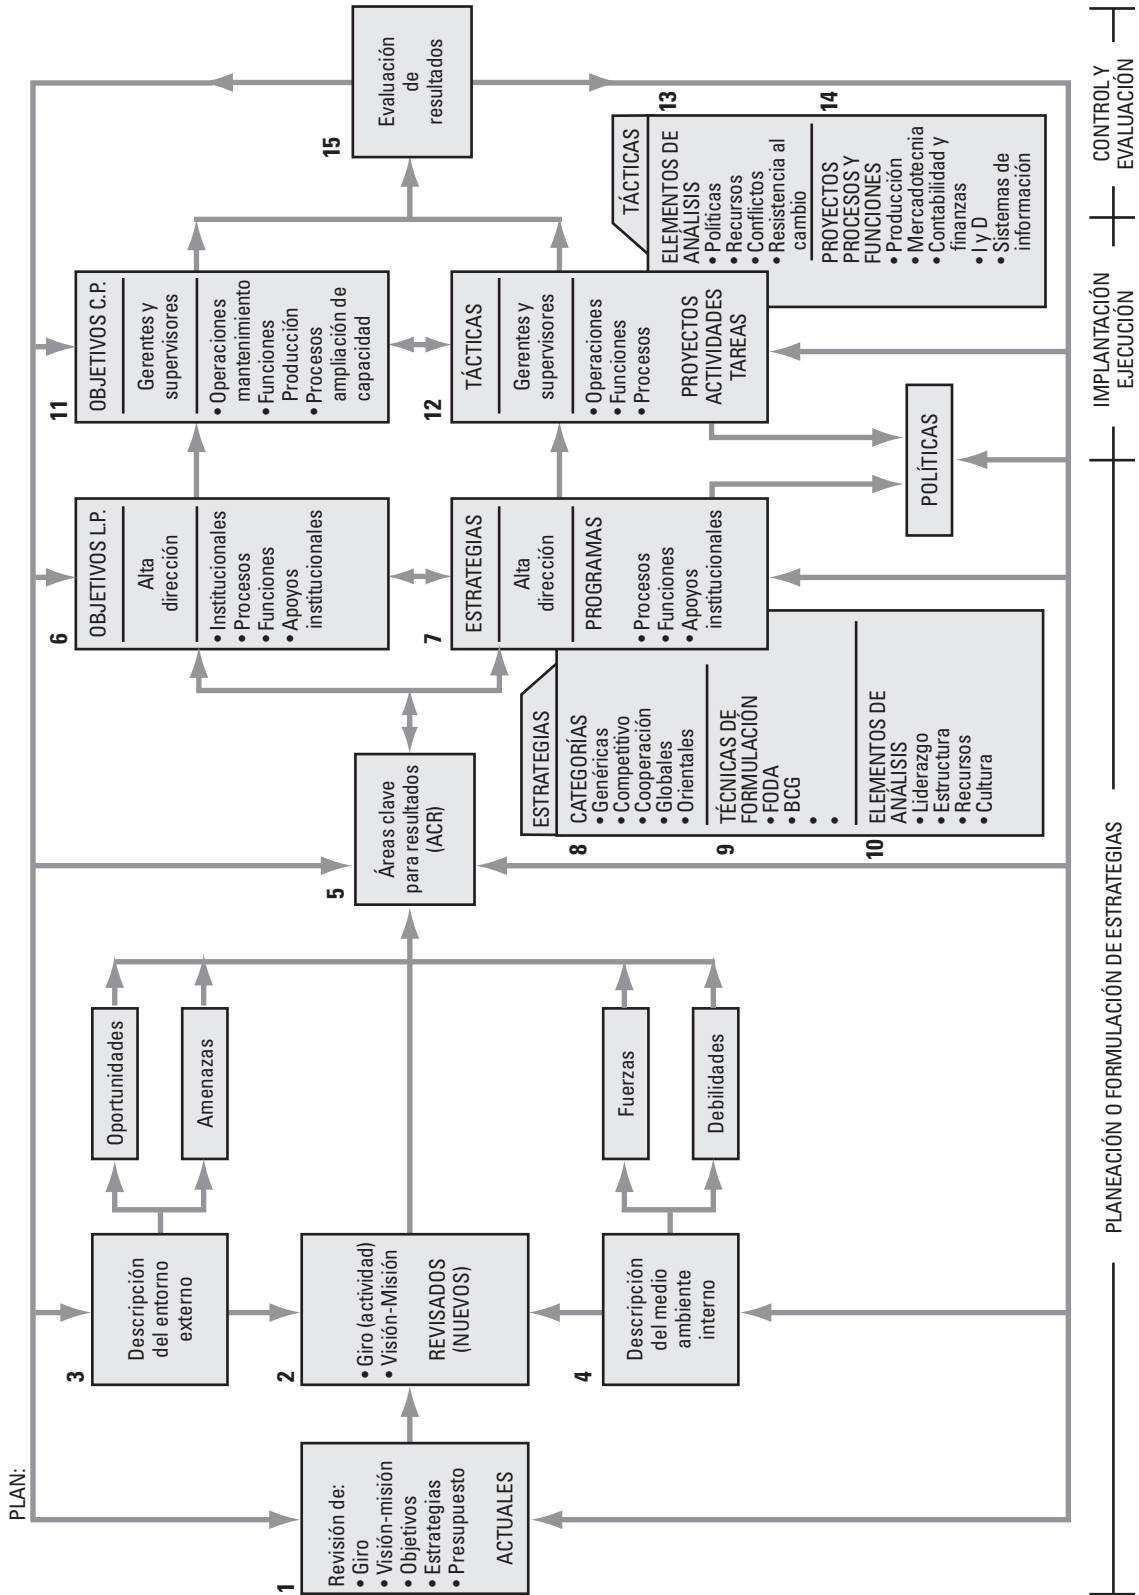 PLAN:
1
Revisión de:
• Giro
• Visión-misión
• Objetivos
• Estrategias
• Presupuesto
ACTUALES
2
• Giro (actividad)
• Visión-Misión
REVISADOS
(NUEVOS)
3
Descripción
del entorno
externo
4
Descripción
del medio
ambiente
interno
Oportunidades
Amenazas
Fuerzas
Debilidades
5
Áreas clave
para resultados
(ACR)
6
OBJETIVOS L.P.
Alta
dirección
• Institucionales
• Procesos
• Funciones
• Apoyos
institucionales
7
ESTRATEGIAS
Alta
dirección
PROGRAMAS
• Procesos
• Funciones
• Apoyos
institucionales
ESTRATEGIAS
8
CATEGORÍAS
• Genéricas
• Competitivo
• Cooperación
• Globales
• Orientales
9
TÉCNICAS DE
FORMULACIÓN
• FODA
• BCG
•
•
10
ELEMENTOS DE
ANÁLISIS
• Liderazgo
• Estructura
• Recursos
• Cultura
11
OBJETIVOS C.P.
Gerentes y
supervisores
• Operaciones
mantenimiento
• Funciones
Producción
• Procesos
ampliación de
capacidad
12
TÁCTICAS
Gerentes y
supervisores
• Operaciones
• Funciones
• Procesos
PROYECTOS
ACTIVIDADES
TAREAS
POLÍTICAS
TÁCTICAS
13
ELEMENTOS DE
ANÁLISIS
• Políticas
• Recursos
• Conflictos
• Resistencia al
cambio
14
PROYECTOS
PROCESOS Y
FUNCIONES
• Producción
• Mercadotecnia
• Contabilidad y
finanzas
• I y D
• Sistemas de
información
15
Evaluación
de
resultados
PLANEACIÓN O FORMULACIÓN DE ESTRATEGIAS
IMPLANTACIÓN
EJECUCIÓN
CONTROL Y
EVALUACIÓN